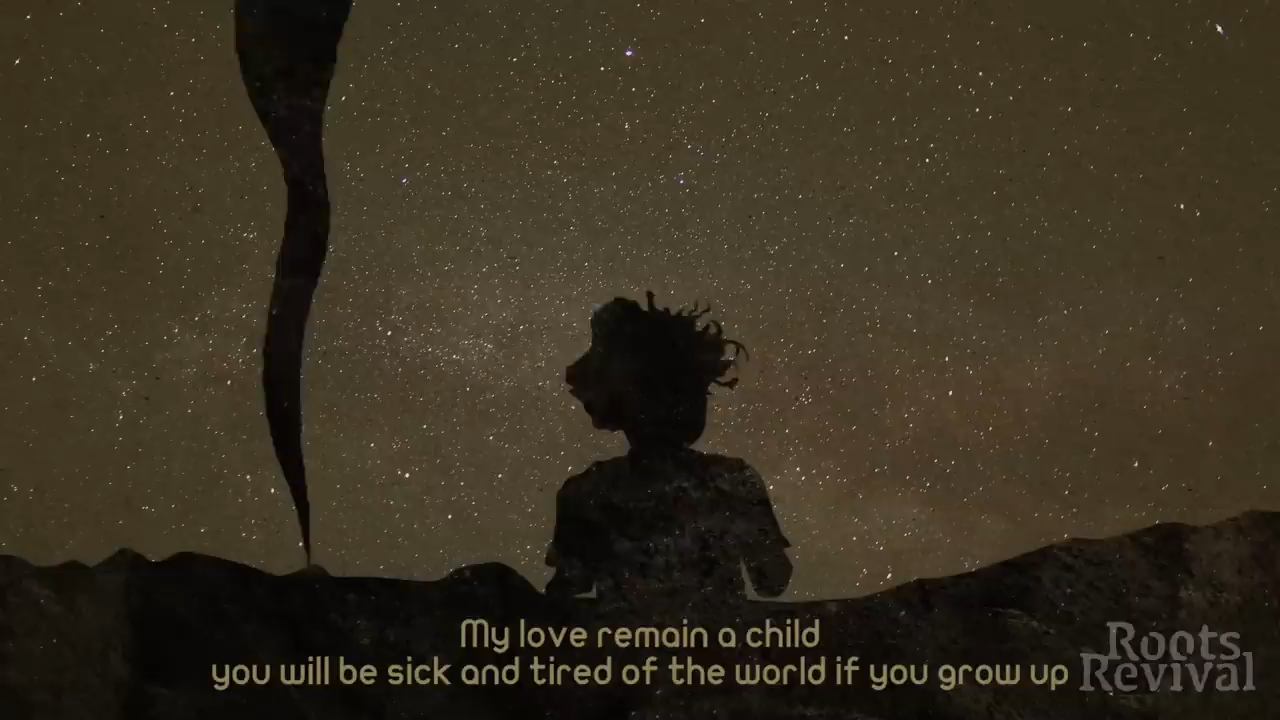 My love remain a child
you will be sick and tired of the world if you grow up
Roots
Revival